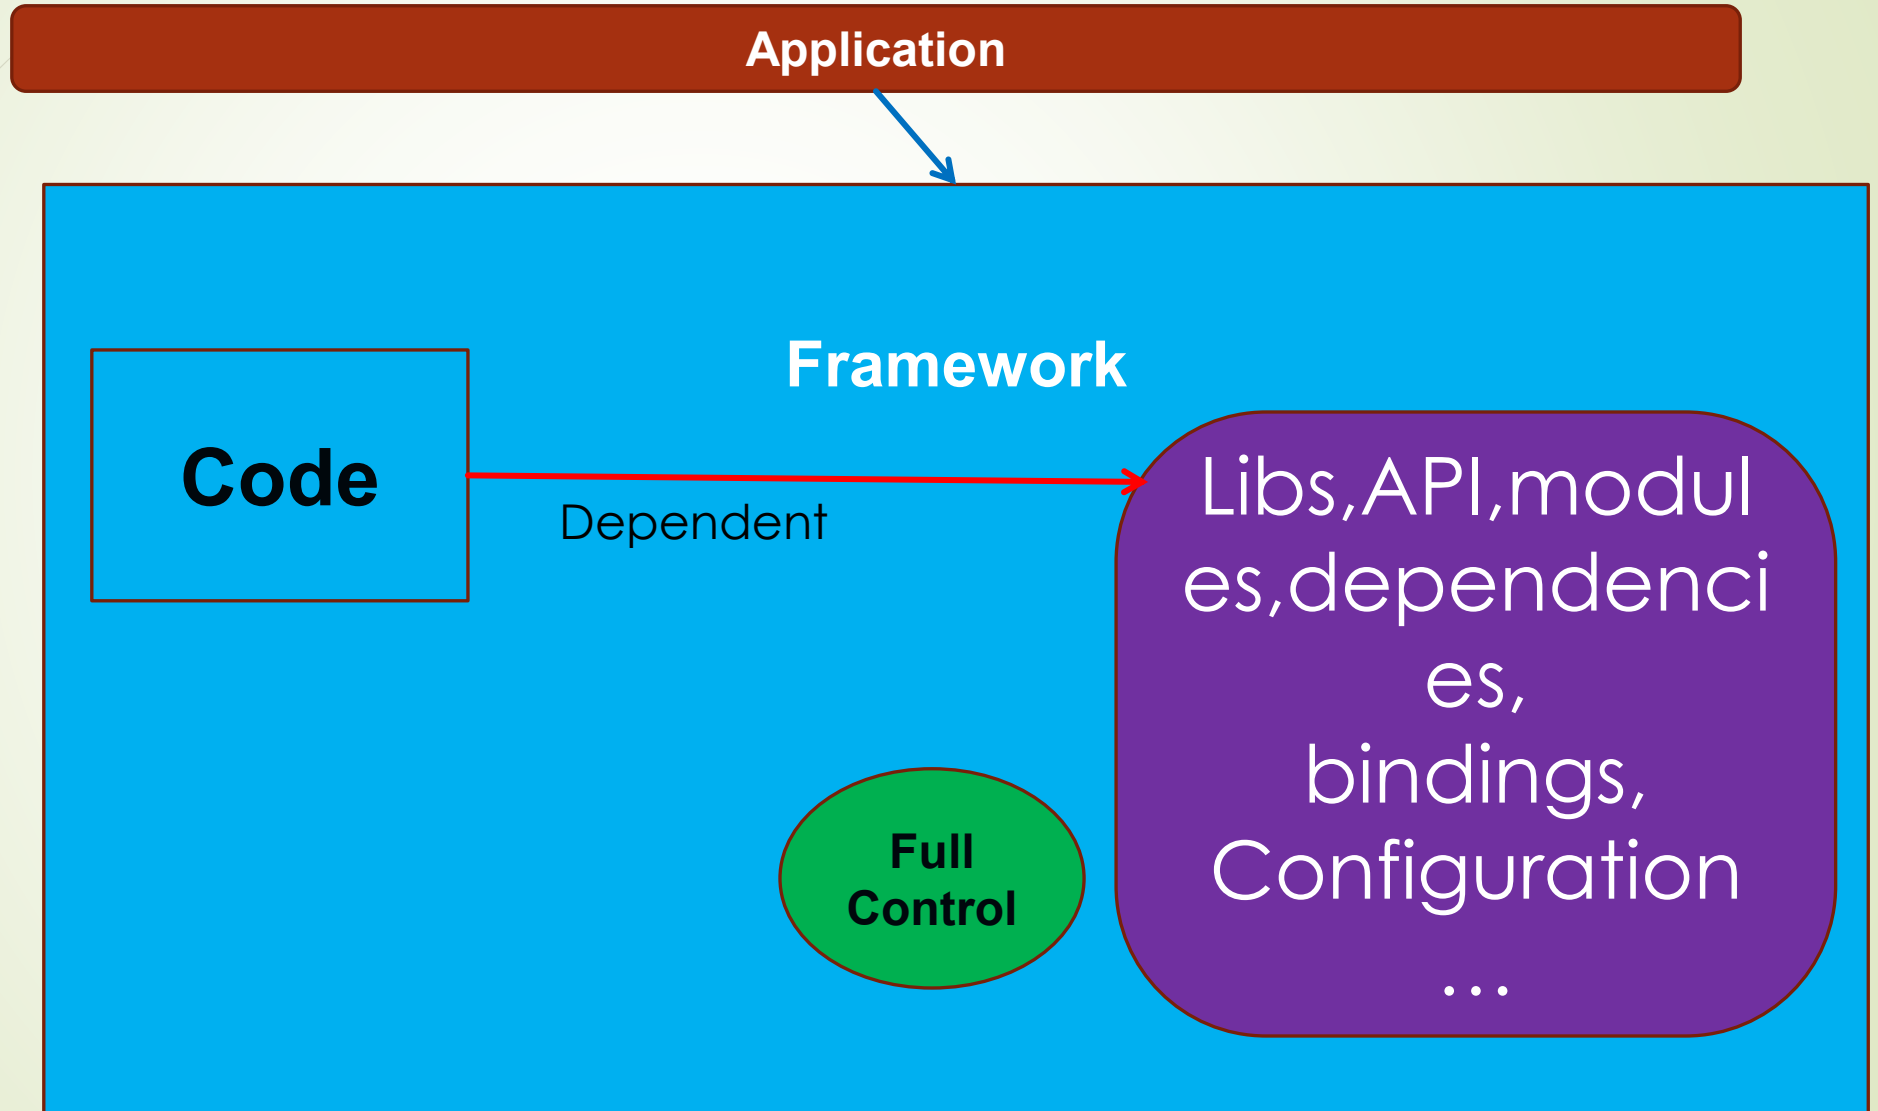 Application
Framework
Code
Dependent
Libs,API,modul
es,dependenci
es,
bindings,
Configuration
...
Full
Control